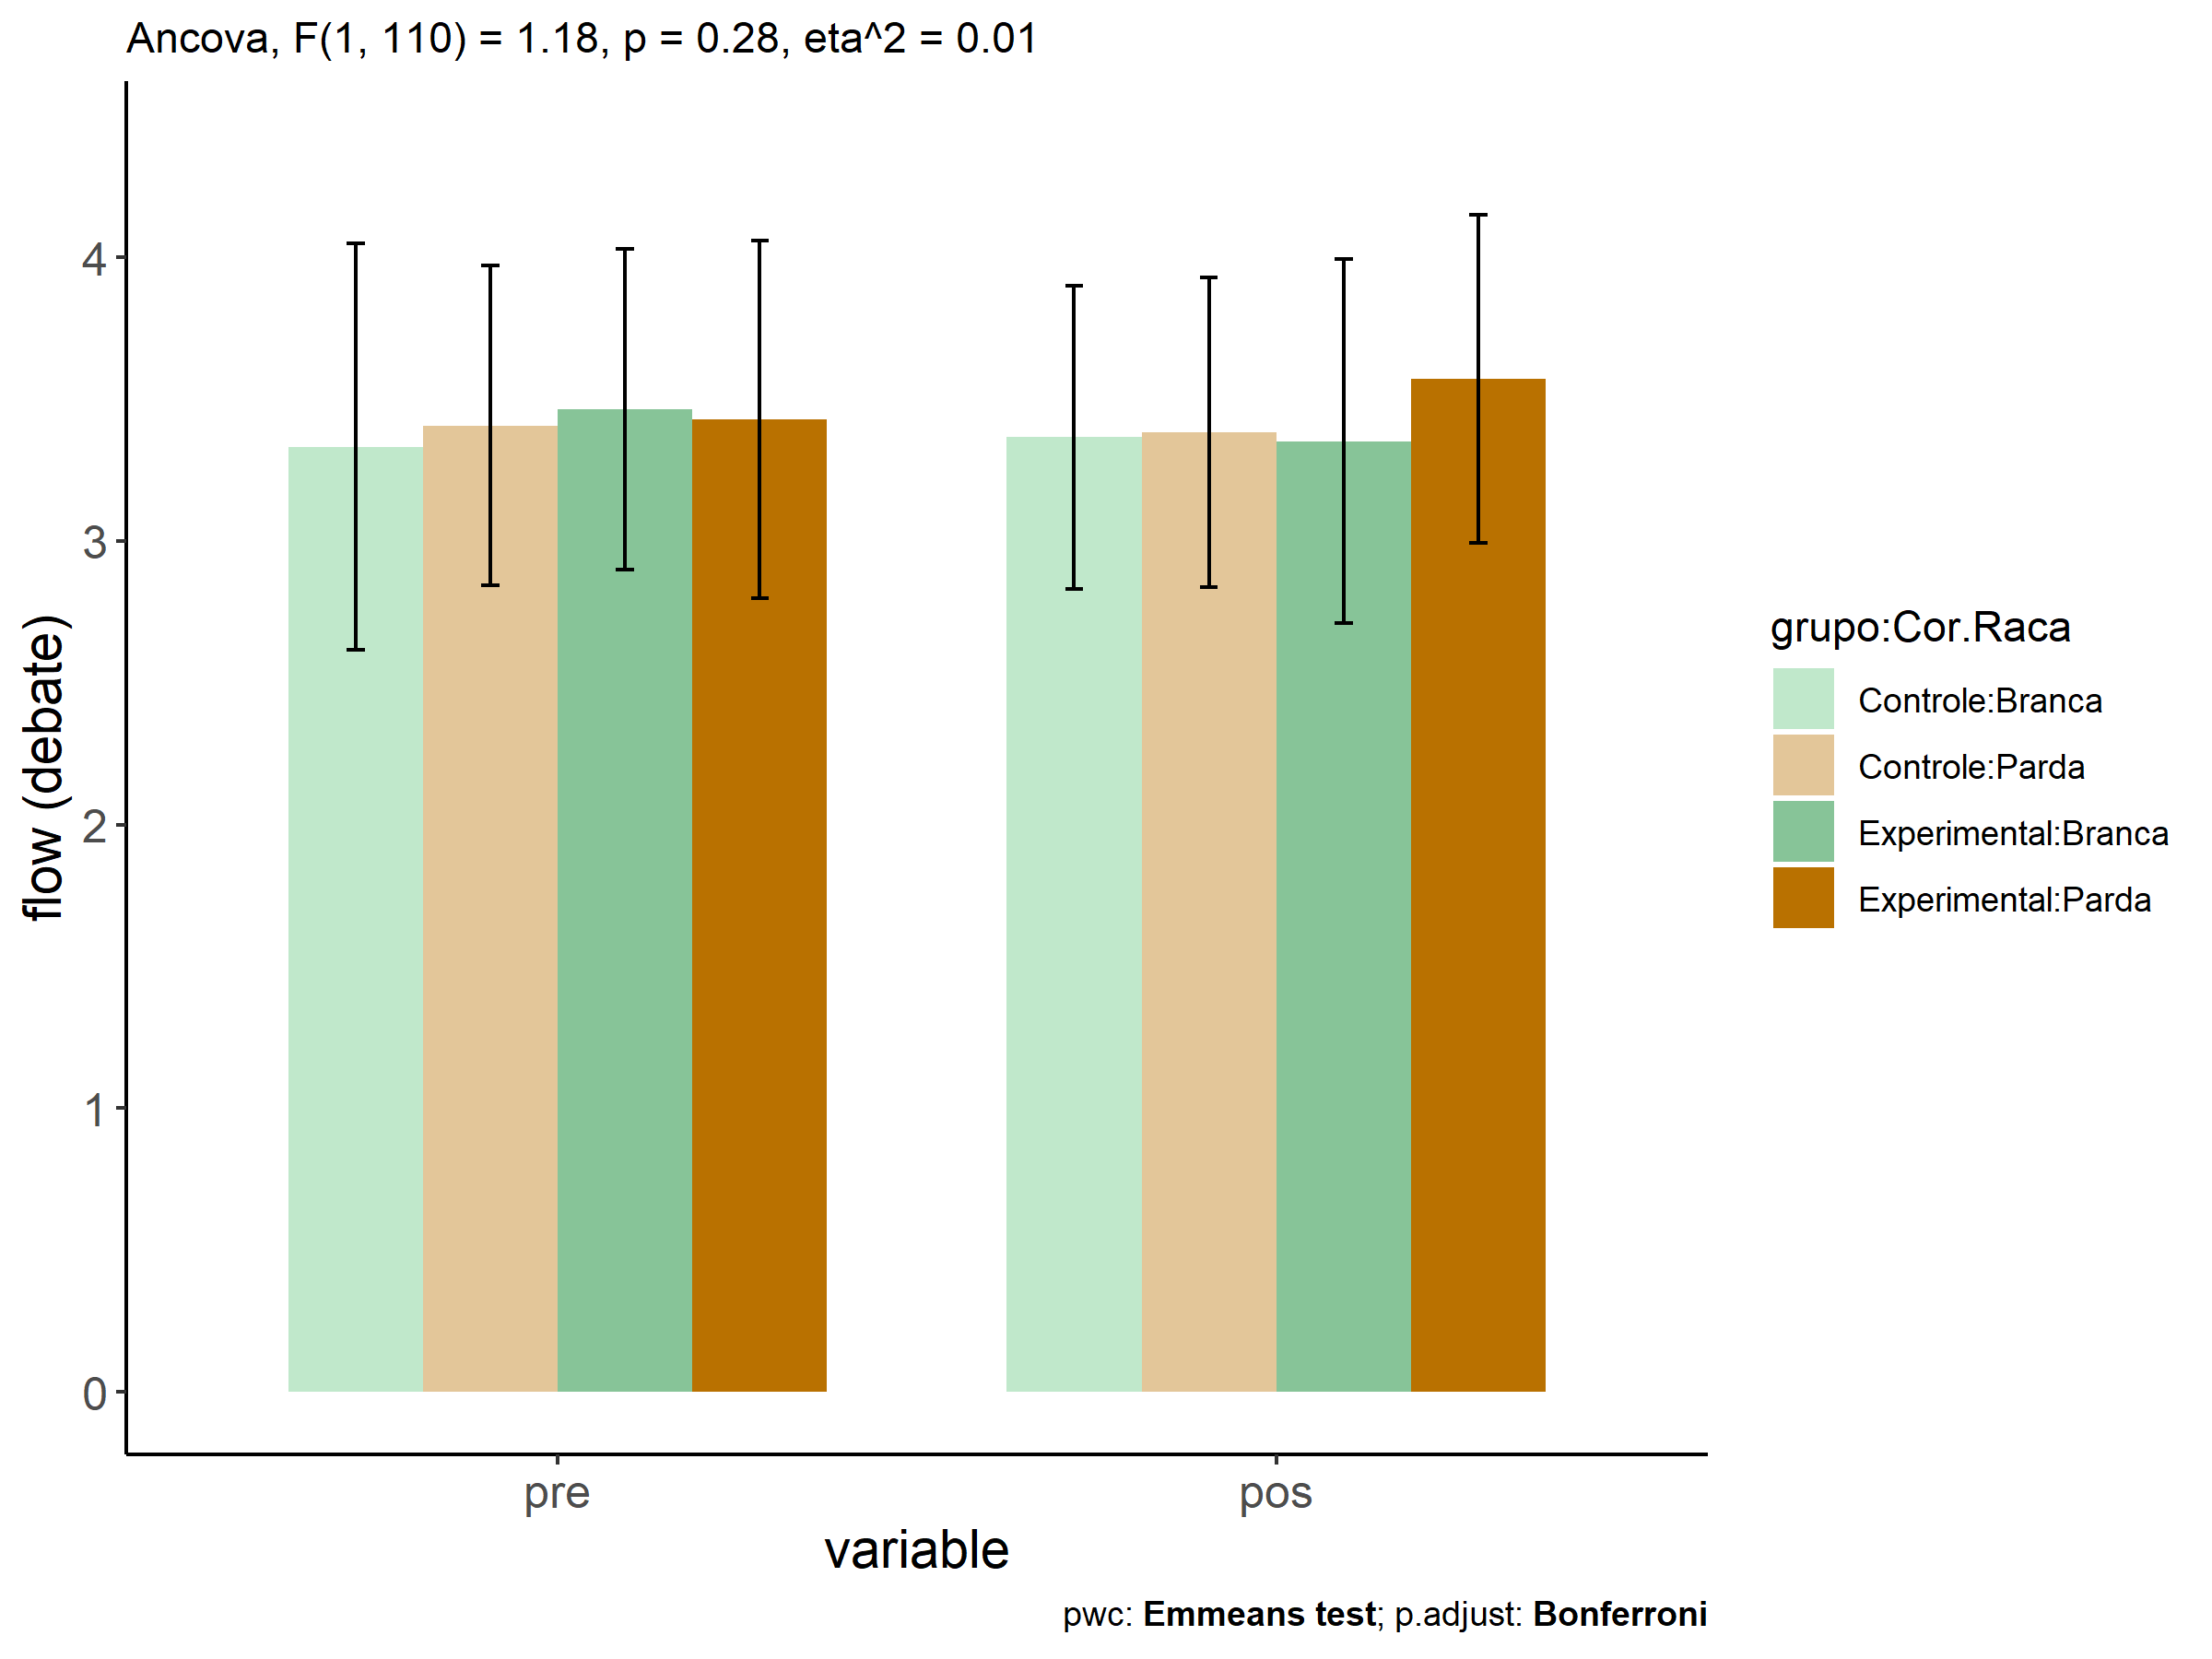 Ancova, F(1, 110) = 1.18, p = 0.28, eta^2 = 0.01
flow (debate)
4
3
2
1
0
pre
pos
variable
grupo:Cor.Raca
Controle:Branca
Controle:Parda
Experimental:Branca
Experimental:Parda
pwc: Emmeans test; p.adjust: Bonferroni